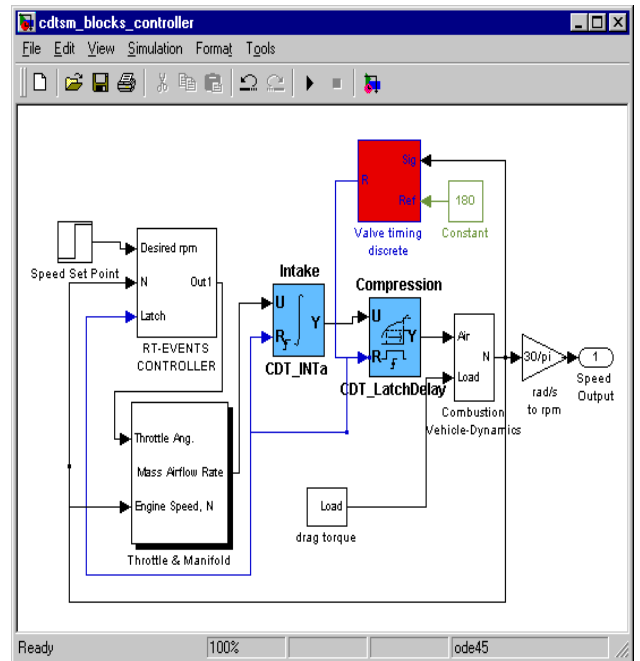 cdtsm_blocks_controller
File Edit View Simulation Format Tools
Sig
R
Ref
180
Valve timing
discrete
Constant
Speed Set Point
Desired rpm
N
Out1
Latch
RT-EVENTS
CONTROLLER
Intake
U
R
Y
CDT_INTa
Compression
U
R
Y
CDT_LatchDelay
Air
N
Load
Combustion
Vehicle-Dynamics
30/pi
rad/s
to rpm
1
Speed
Output
Throttle Ang.
Mass Airflow Rate
Engine Speed, N
Throttle & Manifold
Load
drag torque
Ready
100%
ode45